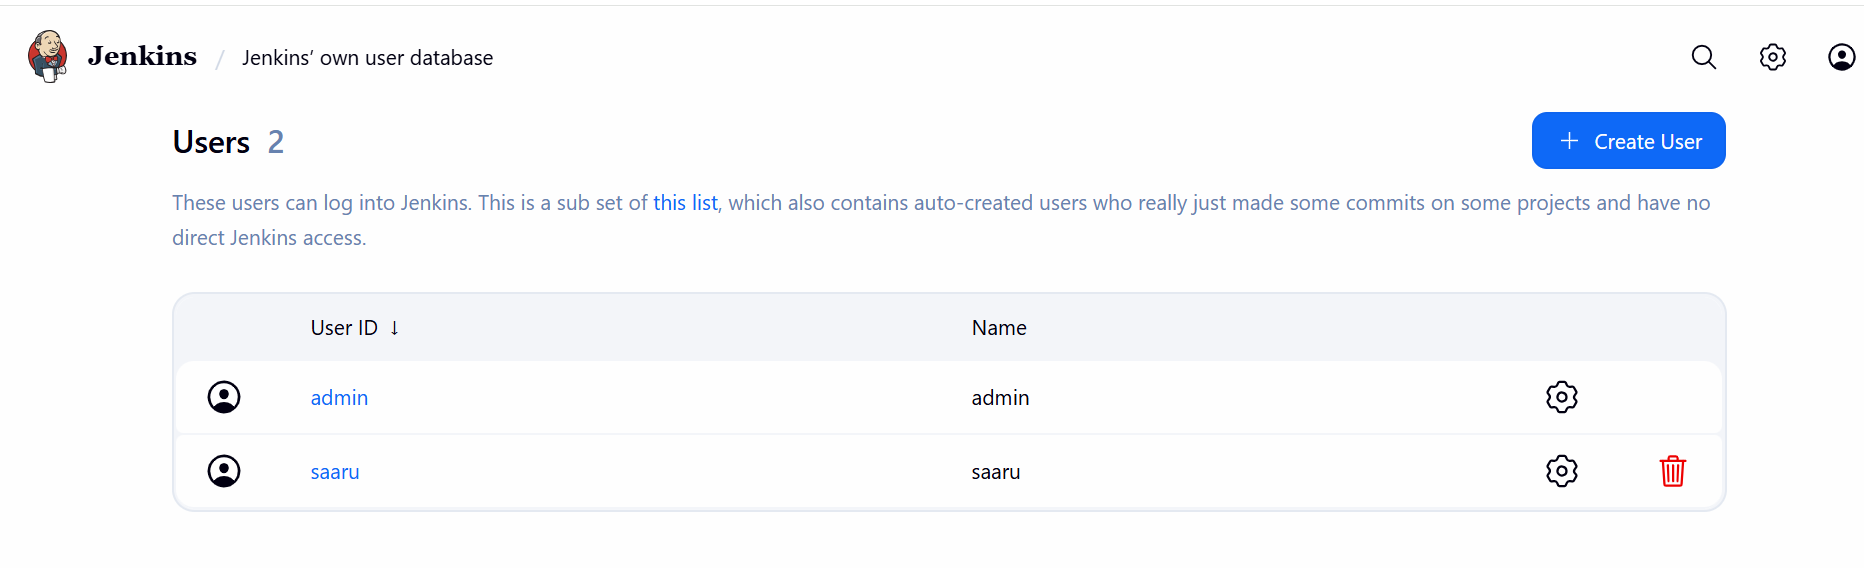 Jenkins / Jenkins’ own user database
Users 2
Create User
These users can log into Jenkins. This is a sub set of this list, which also contains auto-created users who really just made some commits on some projects and have no
direct Jenkins access.
User ID ↓ Name
admin admin
saaru saaru